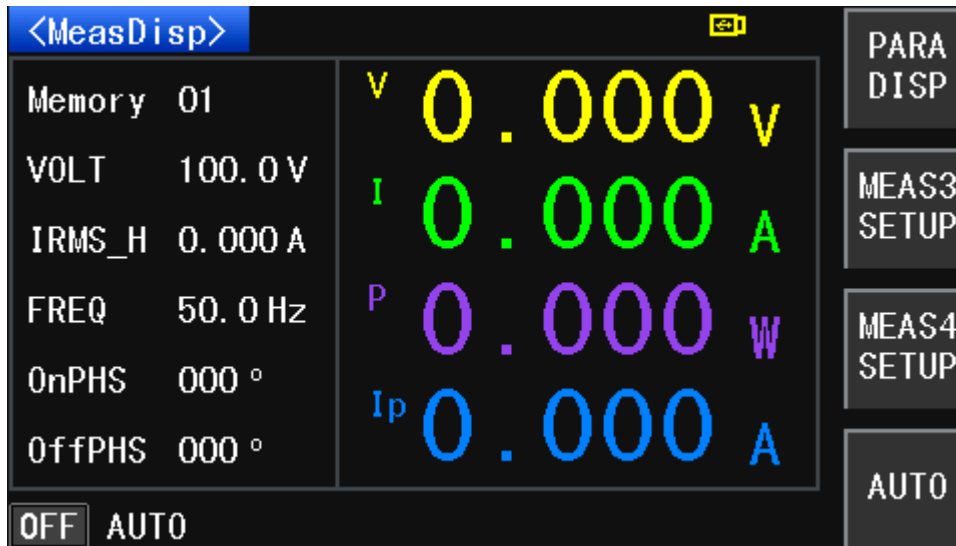 <MeasDisp>
Memory 01
VOLT 100.0V
IRMS_H 0.000A
FREQ 50.0Hz
OnPHS 000°
OffPHS 000°
V 0.000 V
I 0.000 A
P 0.000 W
Ip 0.000 A
OFF AUTO
PARA
DISP
MEAS3
SETUP
MEAS4
SETUP
AUTO